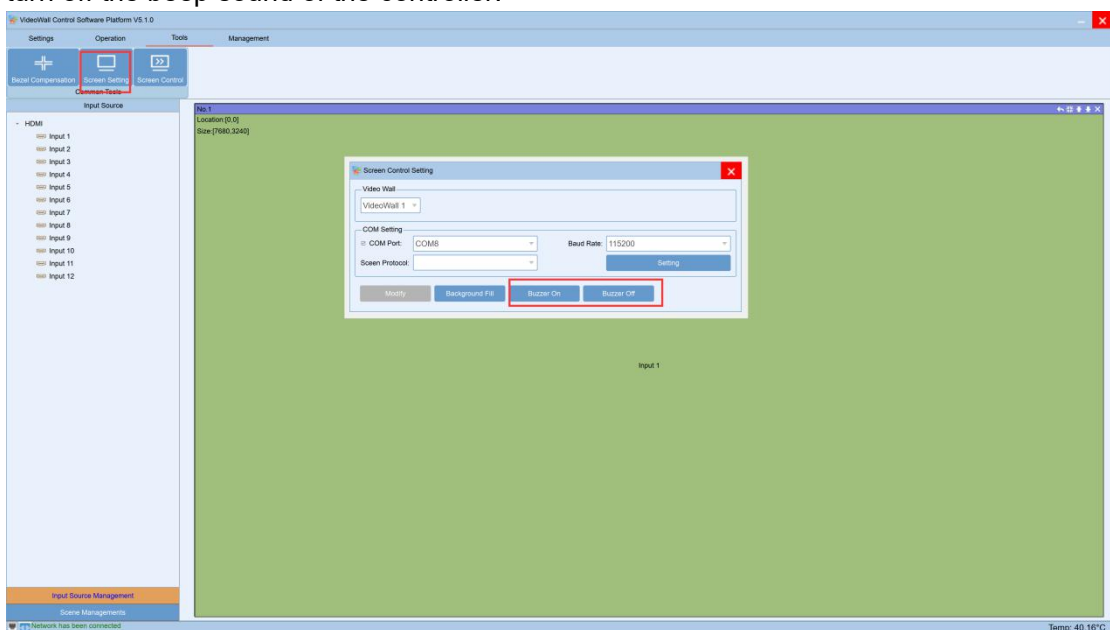 turn off the beep sound of the controller.
VideoWall Control Software Platform V5.1.0
Settings Operation Tools Management
Bezel Compensation Screen Setting Screen Control
Common Tools
Input Source
HDMI
Input 1
Input 2
Input 3
Input 4
Input 5
Input 6
Input 7
Input 8
Input 9
Input 10
Input 11
Input 12
No.1
Location:[0,0]
Size:[7680,3240]
Screen Control Setting
Video Wall
VideoWall 1
COM Setting
COM Port: COM8 Baud Rate: 115200
Sceen Protocol: Setting
Modify Background Fill Buzzer On Buzzer Off
Input 1
Input Source Management
Scene Managements
Network has been connected Temp: 40.16°C